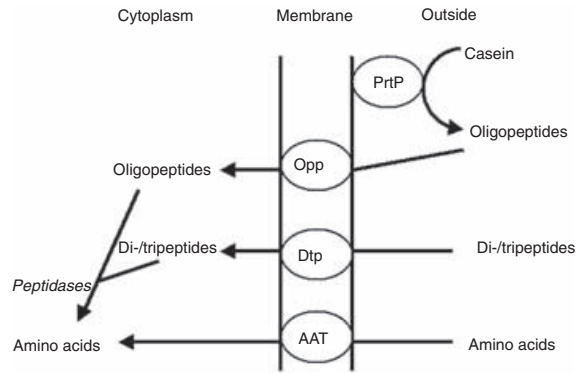 Cytoplasm
Membrane
Outside
Casein
PrtP
Oligopeptides
Oligopeptides
Opp
Di-/tripeptides
Dtp
Di-/tripeptides
Peptidases
Amino acids
AAT
Amino acids